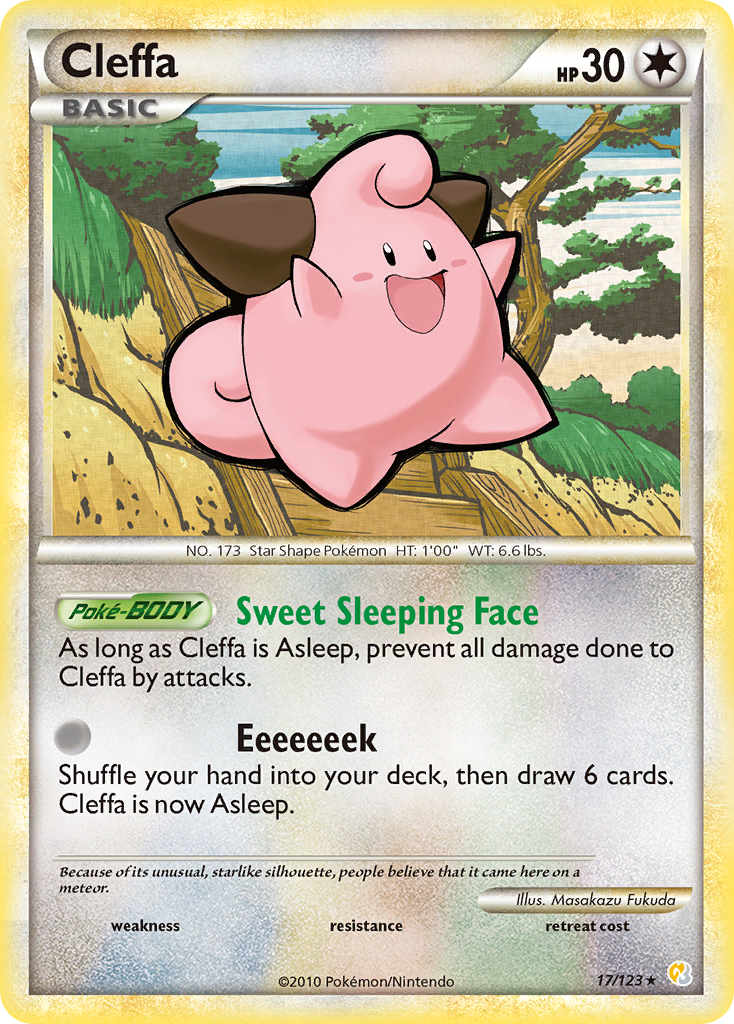 Cleffa
HP 30
BASIC
NO. 173 Star Shape Pokémon HT: 1'00" WT: 6.6 lbs.
Poké-BODY Sweet Sleeping Face
As long as Cleffa is Asleep, prevent all damage done to
Cleffa by attacks.
Eeeeeeek
Shuffle your hand into your deck, then draw 6 cards.
Cleffa is now Asleep.
Because of its unusual, starlike silhouette, people believe that it came here on a
meteor.
Illus. Masakazu Fukuda
weakness resistance retreat cost
©2010 Pokémon/Nintendo 17/123 ★